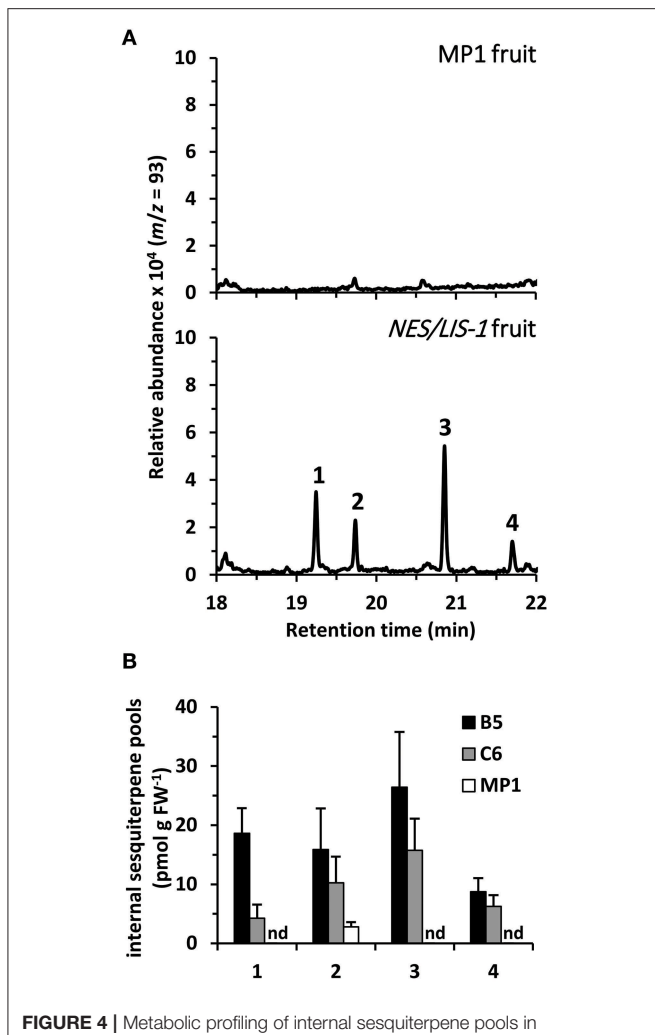 A
MP1 fruit
10
8
6
4
2
0
Relative abundance x 10⁴ (m/z = 93)
NES/LIS-1 fruit
10
8
6
4
2
0
1
2
3
4
18 19 20 21 22
Retention time (min)
B
internal sesquiterpene pools
(pmol g FW⁻¹)
40
30
20
10
0
B5
C6
MP1
nd nd nd
1 2 3 4
FIGURE 4 | Metabolic profiling of internal sesquiterpene pools in